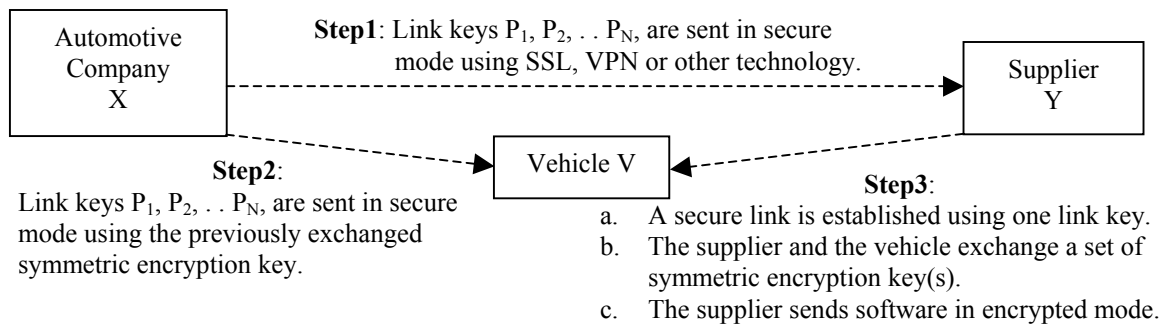 Automotive
Company
X
Step1: Link keys P1, P2, . . PN, are sent in secure
mode using SSL, VPN or other technology.
Supplier
Y
Vehicle V
Step2:
Link keys P1, P2, . . PN, are sent in secure
mode using the previously exchanged
symmetric encryption key.
Step3:
a. A secure link is established using one link key.
b. The supplier and the vehicle exchange a set of
symmetric encryption key(s).
c. The supplier sends software in encrypted mode.